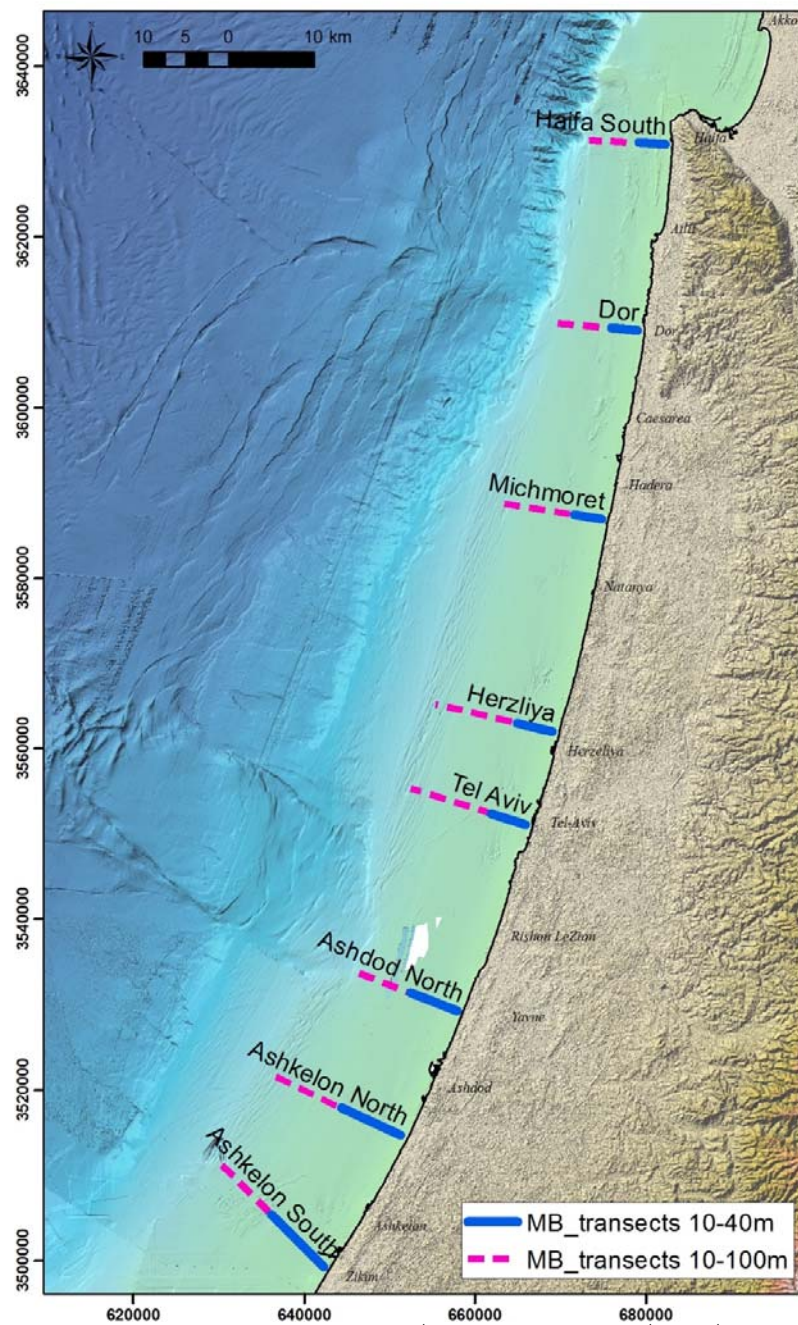 Akko
10 5 0 10 km
3640000
Haifa South
Haifa
3620000
Atlit
Dor
Dor
3600000
Caesarea
Michmoret
Hadera
3580000
Natanya
Herzliya
3560000
Herzeliya
Tel Aviv
Tel-Aviv
3540000
Rishon LeZion
Ashdod North
Yavne
Ashkelon North
3520000
Ashdod
Ashkelon South
MB_transects 10-40m
Ashkelan
MB_transects 10-100m
3500000
Zikim
620000 640000 660000 680000